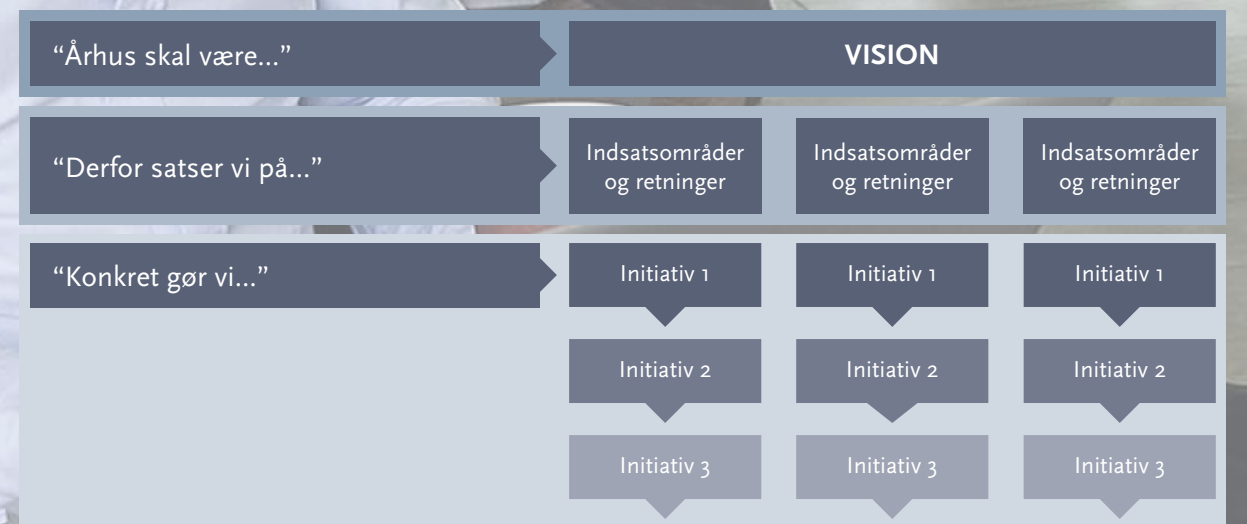 “Århus skal være...”
VISION
“Derfor satser vi på...”
Indsatsområder
og retninger
Indsatsområder
og retninger
Indsatsområder
og retninger
“Konkret gør vi...”
Initiativ 1
Initiativ 1
Initiativ 1
Initiativ 2
Initiativ 2
Initiativ 2
Initiativ 3
Initiativ 3
Initiativ 3